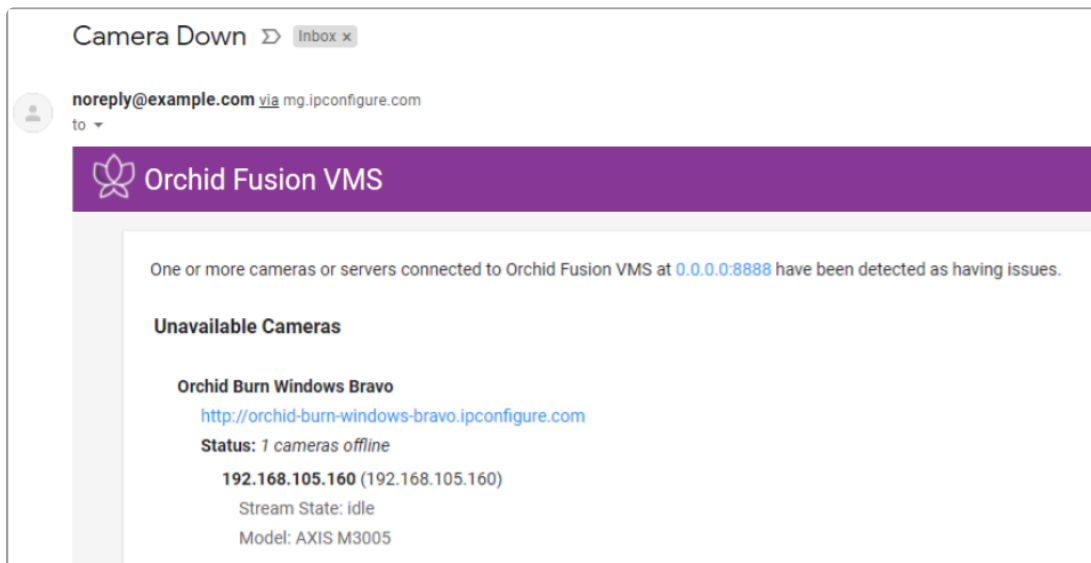 Camera Down Inbox x
noreply@example.com via mg.ipconfigure.com
to
Orchid Fusion VMS
One or more cameras or servers connected to Orchid Fusion VMS at 0.0.0.0:8888 have been detected as having issues.
Unavailable Cameras
Orchid Burn Windows Bravo
http://orchid-burn-windows-bravo.ipconfigure.com
Status: 1 cameras offline
192.168.105.160 (192.168.105.160)
Stream State: idle
Model: AXIS M3005